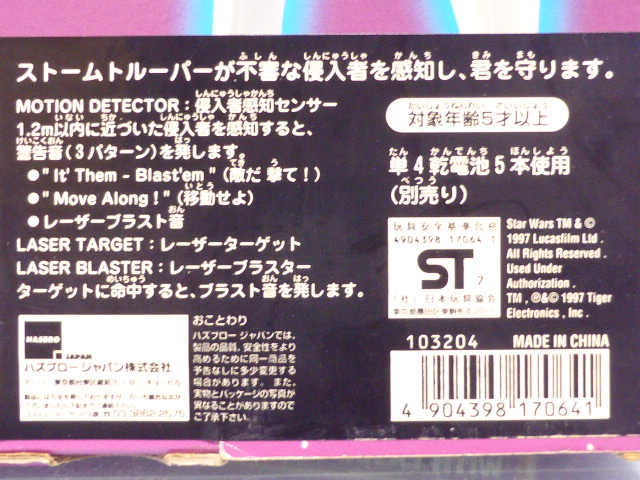 ストームトルーパーが不審な侵入者を感知し、君を守ります。
MOTION DETECTOR：侵入者感知センサー
1.2m以内に近づいた侵入者を感知すると、
警告音（3パターン）を発します。
●"It' Them - Blast'em"（敵だ 撃て！）
●"Move Along！"（移動せよ）
●レーザーブラスト音
LASER TARGET：レーザーターゲット
LASER BLASTER：レーザーブラスター
ターゲットに命中すると、ブラスト音を発します。
対象年齢5才以上
単4乾電池5本使用
（別売り）
玩具安全基準合格
4904398 17064 1
ST 7
（社）日本玩具協会
Star Wars TM & ©
1997 Lucasfilm Ltd .
All Rights Reserved .
Used Under
Authorization .
TM , ®&© 1997 Tiger
Electronics , Inc .
HASBRO
JAPAN
ハズブロー ジャパン株式会社
03-3862-2575
おことわり
ハズブロー ジャパンでは、
製品の品質、安全性をより
高めるために同一商品を
予告なしに多少変更する
場合があります。また、
実物とパッケージの写真が
異なることがありますので
ご了承下さい。
103204 MADE IN CHINA
4 904398 170641